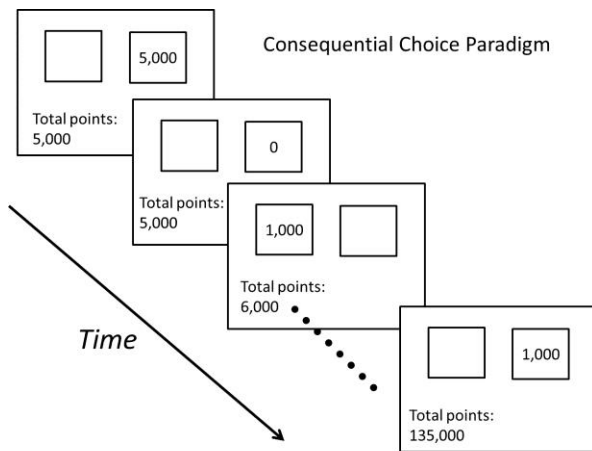 Consequential Choice Paradigm
5,000
Total points:
5,000
0
Total points:
5,000
1,000
Total points:
6,000
Time
1,000
Total points:
135,000